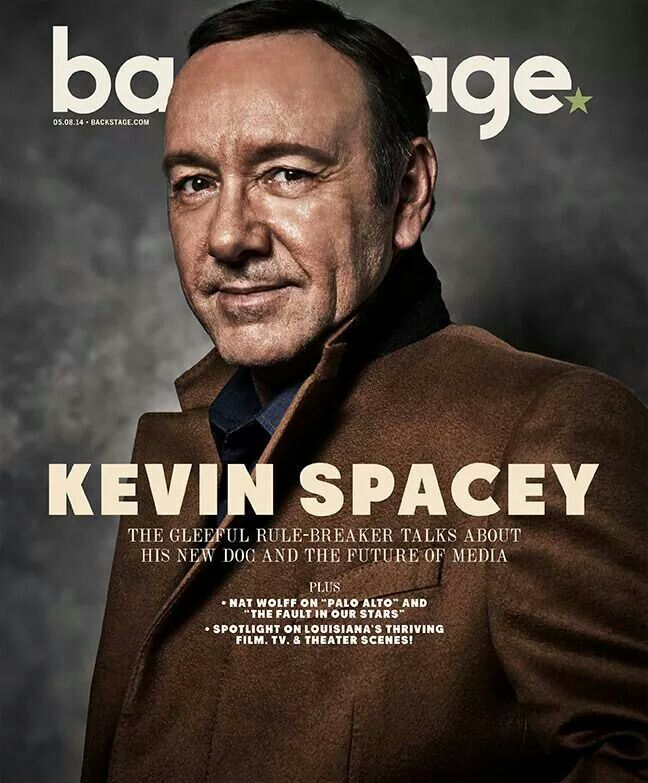 ba age.
05.08.14 • BACKSTAGE.COM
KEVIN SPACEY
THE GLEEFUL RULE-BREAKER TALKS ABOUT
HIS NEW DOC AND THE FUTURE OF MEDIA
PLUS
• NAT WOLFF ON "PALO ALTO" AND
"THE FAULT IN OUR STARS"
• SPOTLIGHT ON LOUISIANA'S THRIVING
FILM, TV, & THEATER SCENES!